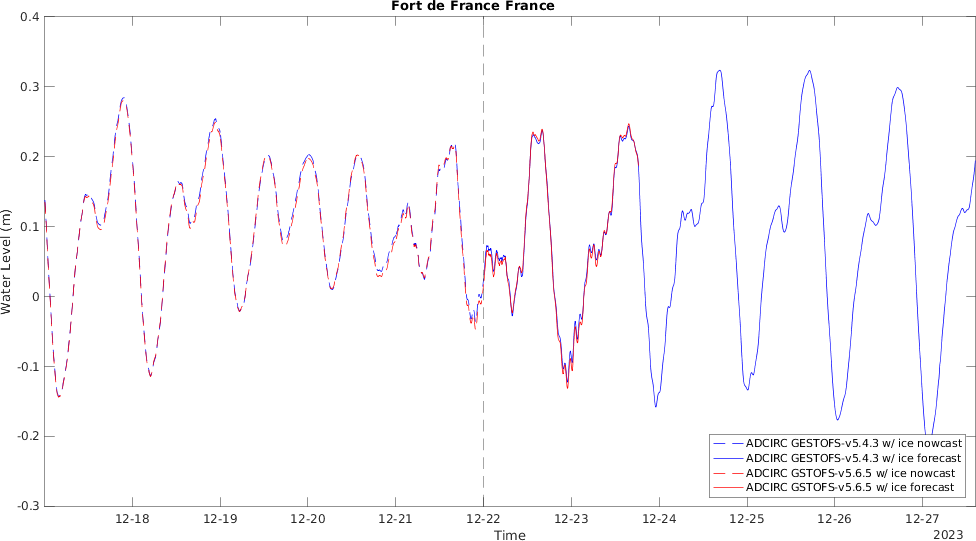 Fort de France France
0.4
0.3
0.2
0.1
0
-0.1
-0.2
-0.3
Water Level (m)
12-18 12-19 12-20 12-21 12-22 12-23 12-24 12-25 12-26 12-27
Time
2023
ADCIRC GESTOFS-v5.4.3 w/ ice nowcast
ADCIRC GESTOFS-v5.4.3 w/ ice forecast
ADCIRC GSTOFS-v5.6.5 w/ ice nowcast
ADCIRC GSTOFS-v5.6.5 w/ ice forecast